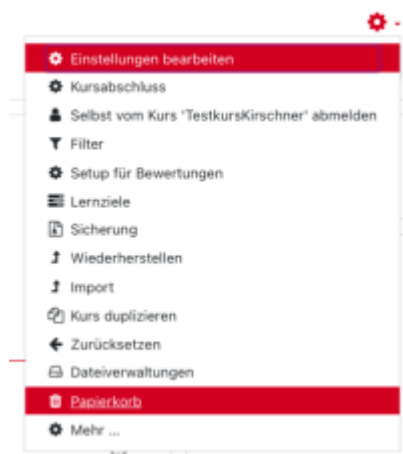 Einstellungen bearbeiten
Kursabschluss
Selbst vom Kurs 'TestkursKirschner' abmelden
Filter
Setup für Bewertungen
Lernziele
Sicherung
Wiederherstellen
Import
Kurs duplizieren
Zurücksetzen
Dateiverwaltungen
Papierkorb
Mehr ...